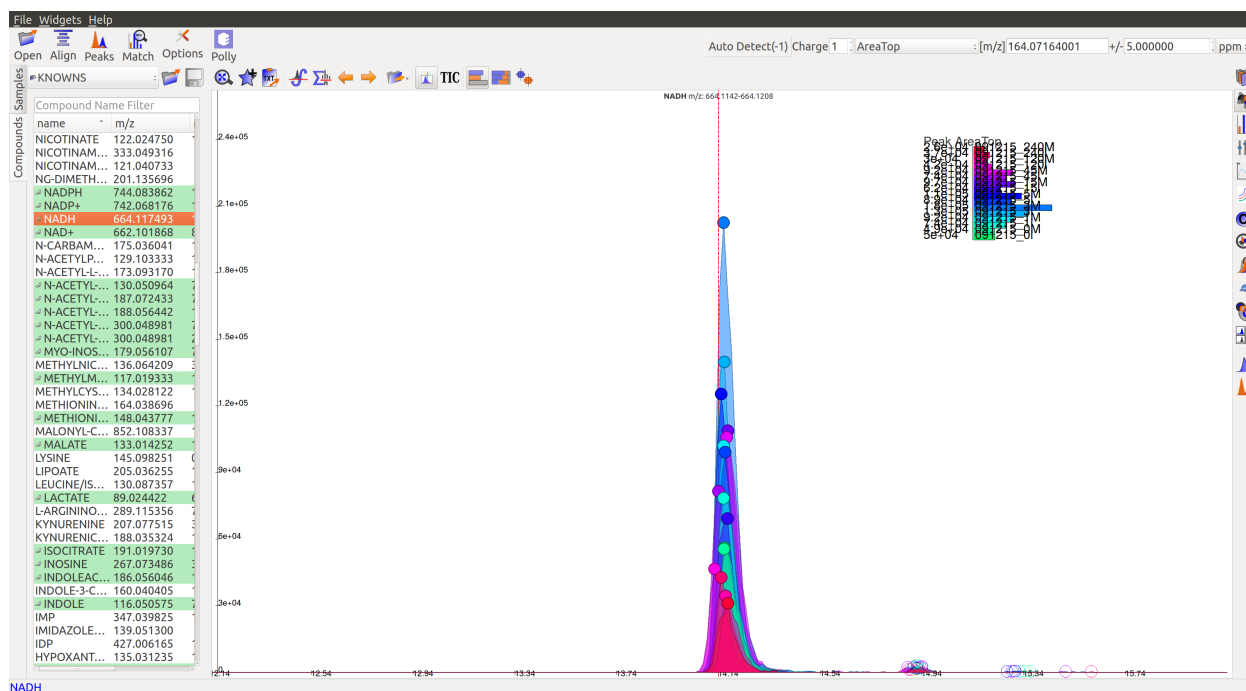 File Widgets Help
Open Align Peaks Match Options Polly
Auto Detect(-1) Charge 1 AreaTop [m/z] 164.07164001 +/- 5.000000 ppm
Samples
Compounds
KNOWNS
TXT
TIC
Compound Name Filter
name m/z
NICOTINATE 122.024750
NICOTINAM... 333.049316
NICOTINAM... 121.040733
NG-DIMETH... 201.135696
NADPH 744.083862
NADP+ 742.068176
NADH 664.117493
NAD+ 662.101868
N-CARBAM... 175.036041
N-ACETYLP... 129.103333
N-ACETYL-L-... 173.093170
N-ACETYL-... 130.050964
N-ACETYL-... 187.072433
N-ACETYL-... 188.056442
N-ACETYL-... 300.048981
N-ACETYL-... 300.048981
MYO-INOS... 179.056107
METHYLNIC... 136.064209
METHYLM... 117.019333
METHYLCYS... 134.028122
METHIONIN... 164.038696
METHIONI... 148.043777
MALONYL-C... 852.108337
MALATE 133.014252
LYSINE 145.098251
LIPOATE 205.036255
LEUCINE/IS... 130.087357
LACTATE 89.024422
L-ARGININO... 289.115356
KYNURENINE 207.077515
KYNURENIC... 188.035324
ISOCITRATE 191.019730
INOSINE 267.073486
INDOLEAC... 186.056046
INDOLE-3-C... 160.040405
INDOLE 116.050575
IMP 347.039825
IMIDAZOLE... 139.051300
IDP 427.006165
HYPOXANT... 135.031235
NADH m/z: 664.1142-664.1208
2.4e+05
2.1e+05
1.8e+05
1.5e+05
1.2e+05
9e+04
6e+04
3e+04
0
12.14 12.54 12.94 13.34 13.74 14.14 14.54 14.94 15.34 15.74
Peak AreaTop
5e+04 091215_0I
NADH